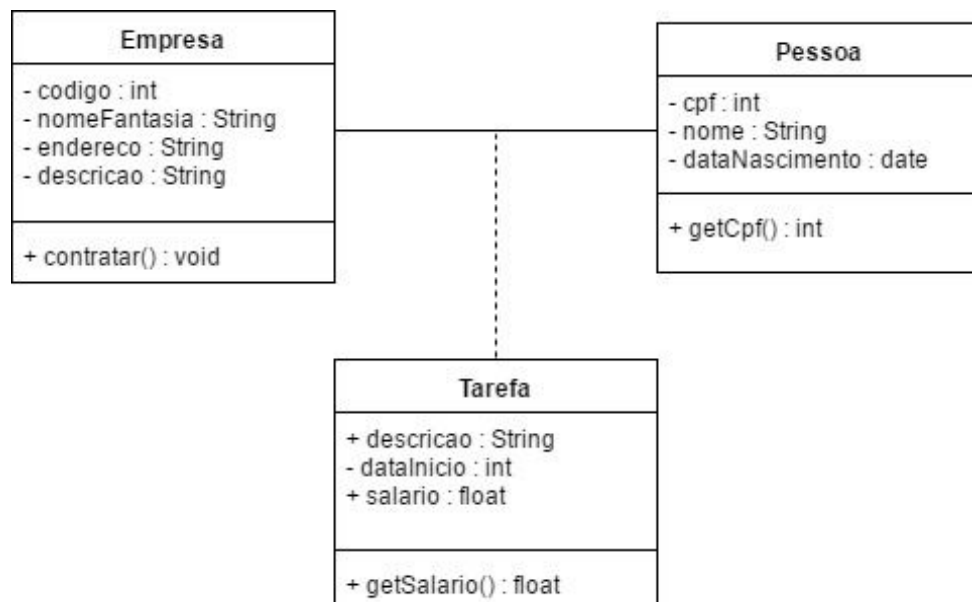 Empresa
- codigo : int
- nomeFantasia : String
- endereco : String
- descricao : String
+ contratar() : void
Pessoa
- cpf : int
- nome : String
- dataNascimento : date
+ getCpf() : int
Tarefa
+ descricao : String
- dataInicio : int
+ salario : float
+ getSalario() : float